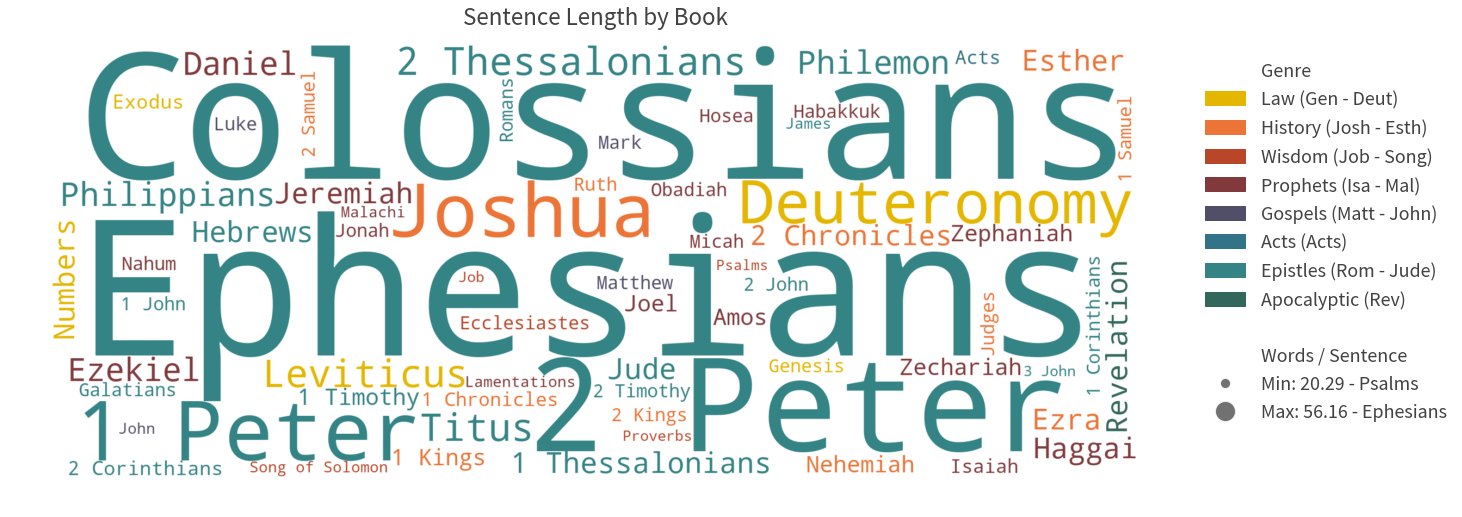 Sentence Length by Book
Colossians
Daniel
2 Thessalonians
Philemon
Acts
Esther
Exodus
Luke
2 Samuel
Romans
Mark
Hosea
Habakkuk
James
1 Samuel
Philippians
Jeremiah
Joshua
Ruth
Obadiah
Deuteronomy
Malachi
Jonah
Hebrews
Micah
2 Chronicles
Zephaniah
Numbers
Ephesians
Nahum
1 John
Job
Psalms
Matthew
2 John
Joel
Amos
Ecclesiastes
Judges
1 Corinthians
Revelation
Ezekiel
Leviticus
Lamentations
Jude
Genesis
Zechariah
3 John
Galatians
1 Timothy
1 Chronicles
2 Timothy
2 Peter
1 Peter
John
Titus
2 Kings
Proverbs
Ezra
Haggai
2 Corinthians
Song of Solomon
1 Kings
1 Thessalonians
Nehemiah
Isaiah
Genre
Law (Gen - Deut)
History (Josh - Esth)
Wisdom (Job - Song)
Prophets (Isa - Mal)
Gospels (Matt - John)
Acts (Acts)
Epistles (Rom - Jude)
Apocalyptic (Rev)
Words / Sentence
Min: 20.29 - Psalms
Max: 56.16 - Ephesians